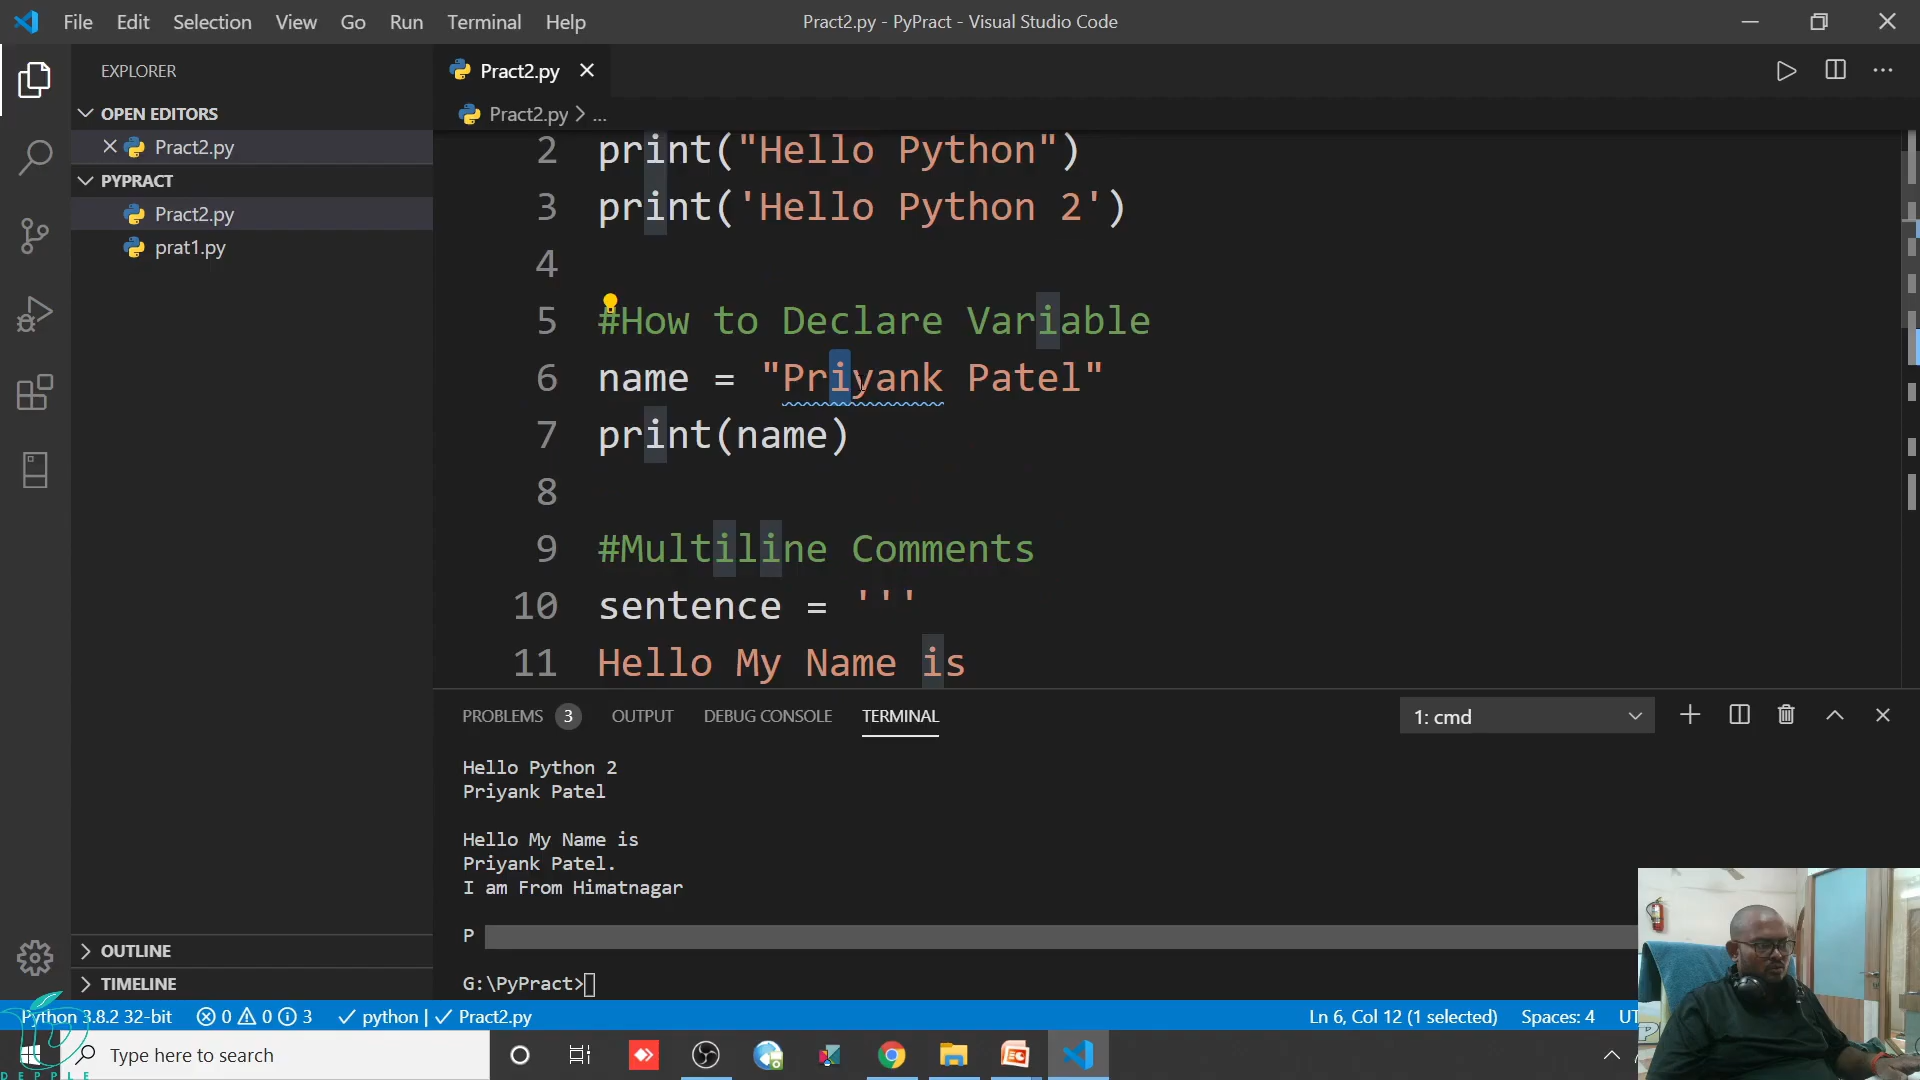 File Edit Selection View Go Run Terminal Help Pract2.py - PyPract - Visual Studio Code
EXPLORER
OPEN EDITORS
Pract2.py
PYPRACT
Pract2.py
prat1.py
OUTLINE
TIMELINE
Pract2.py
Pract2.py > ...
2 print("Hello Python")
3 print('Hello Python 2')
4
5 #How to Declare Variable
6 name = "Priyank Patel"
7 print(name)
8
9 #Multiline Comments
10 sentence = '''
11 Hello My Name is
PROBLEMS 3 OUTPUT DEBUG CONSOLE TERMINAL 1: cmd
Hello Python 2
Priyank Patel
Hello My Name is
Priyank Patel.
I am From Himatnagar
P
G:\PyPract>
Python 3.8.2 32-bit 0 0 3 python | Pract2.py Ln 6, Col 12 (1 selected) Spaces: 4 UT
Type here to search
DEPPLE